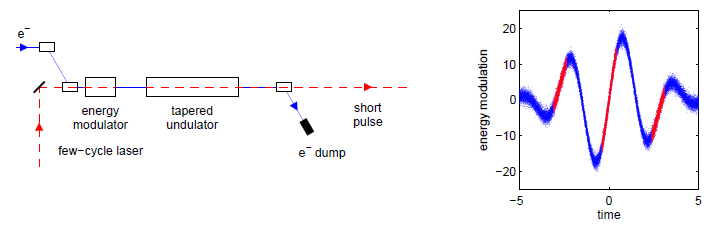 e−
energy
modulator
tapered
undulator
few−cycle laser
short
pulse
e− dump
energy modulation
20
10
0
−10
−20
−5
0
5
time